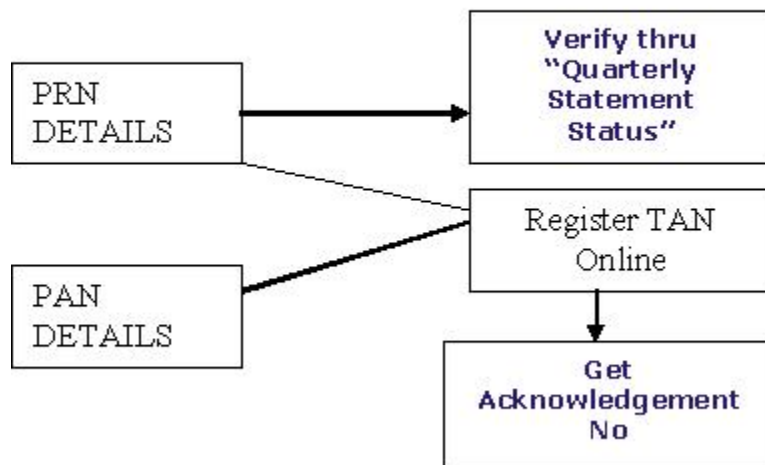 PRN
DETAILS
Verify thru
“Quarterly
Statement
Status”
Register TAN
Online
PAN
DETAILS
Get
Acknowledgement
No